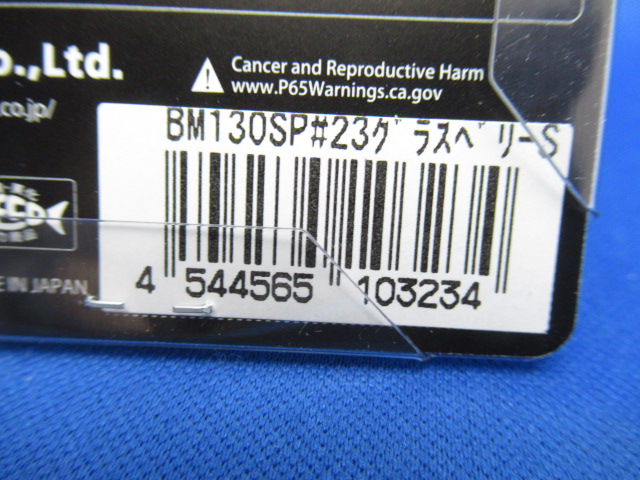 o.,Ltd.
Cancer and Reproductive Harm
www.P65Warnings.ca.gov
.co.jp/
BM130SP#23グラスベリーS
4 544565 103234
E IN JAPAN